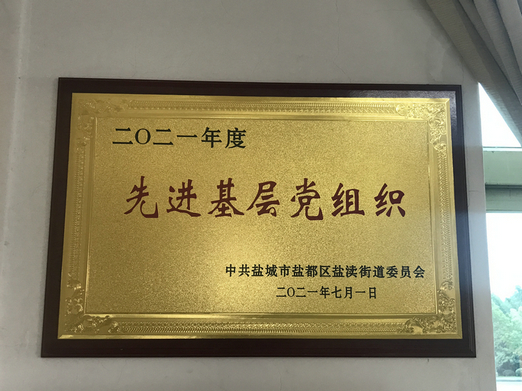 二〇二一年度
先进基层党组织
中共盐城市盐都区盐渎街道委员会
二〇二一年七月一日